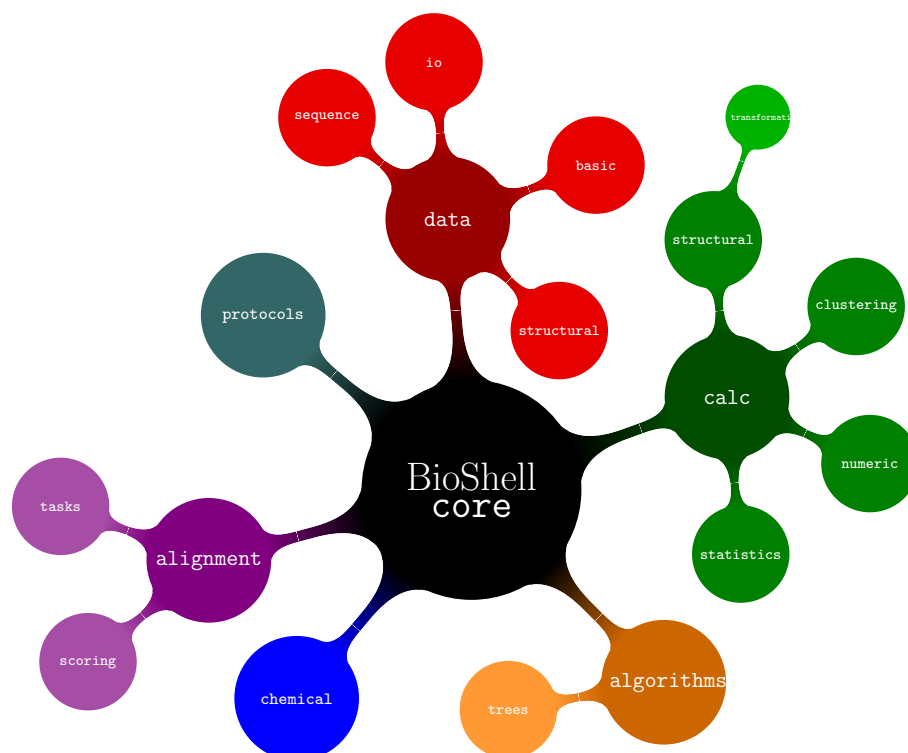 io
sequence
transformati
basic
data
structural
clustering
protocols
structural
calc
numeric
BioShell
core
tasks
alignment
statistics
scoring
algorithms
chemical
trees